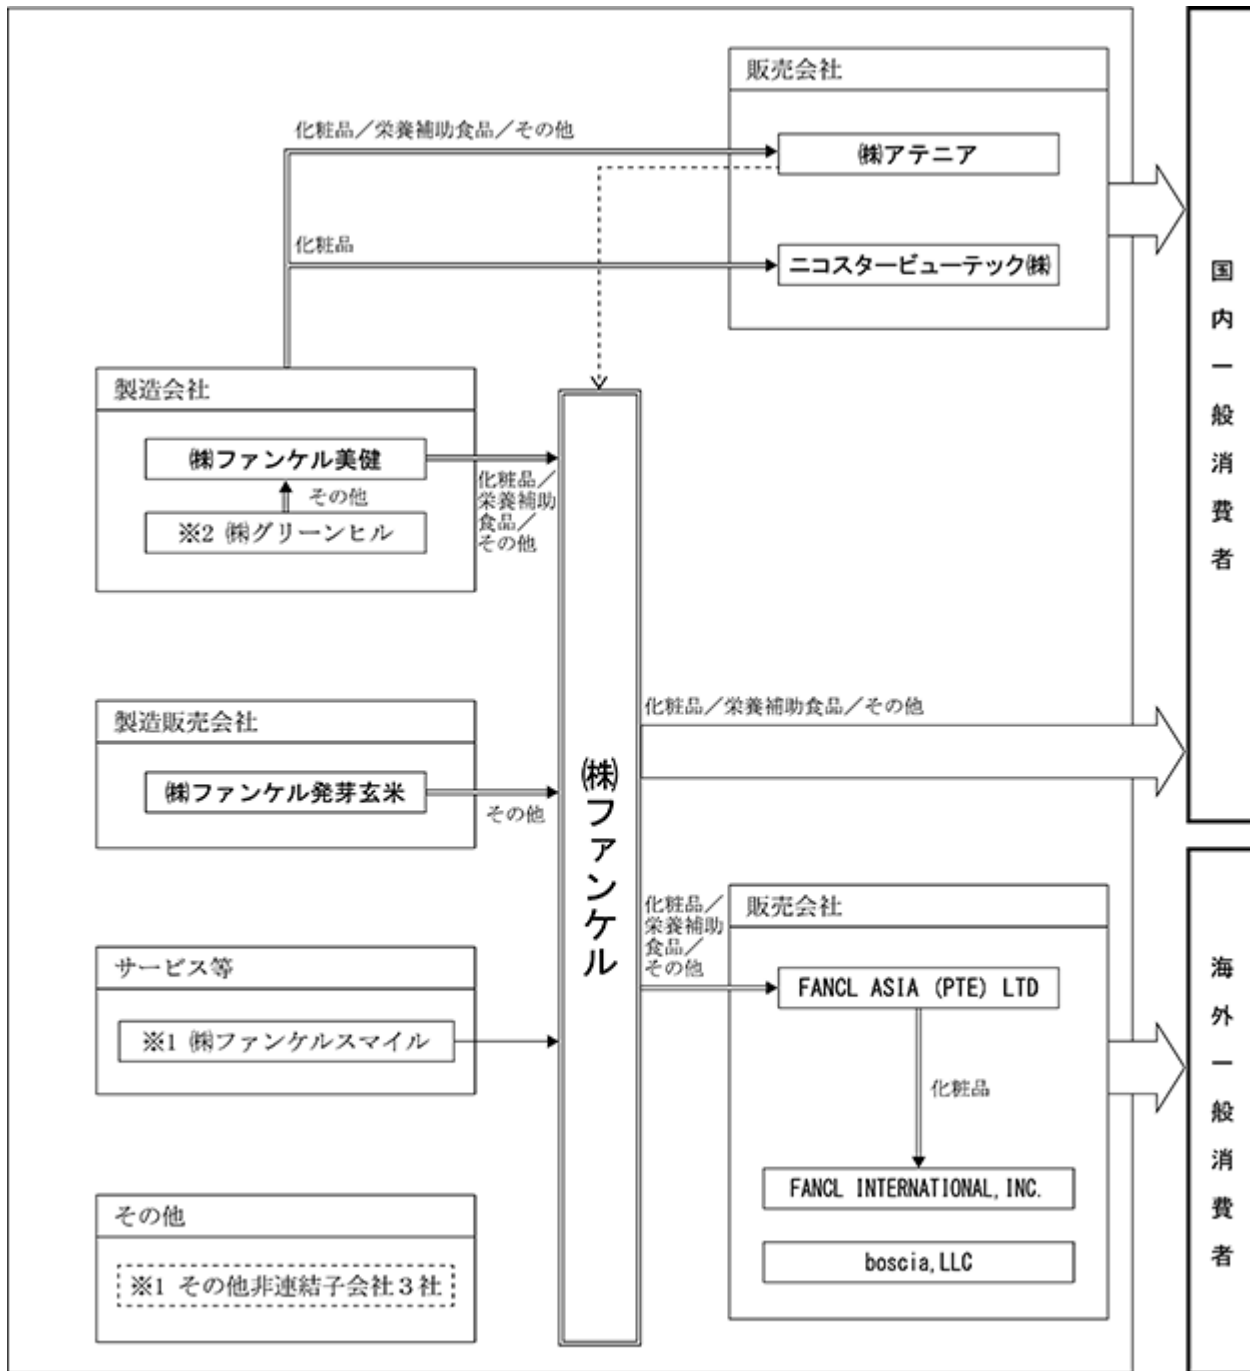 販売会社
化粧品／栄養補助食品／その他
㈱アテニア
化粧品
ニコスタービューテック㈱
国内一般消費者
製造会社
㈱ファンケル美健
その他
※2 ㈱グリーンヒル
化粧品／
栄養補助
食品／
その他
製造販売会社
㈱ファンケル発芽玄米
その他
㈱ファンケル
化粧品／栄養補助食品／その他
化粧品／
栄養補助
食品／
その他
販売会社
FANCL ASIA (PTE) LTD
化粧品
FANCL INTERNATIONAL, INC.
boscia, LLC
海外一般消費者
サービス等
※1 ㈱ファンケルスマイル
その他
※1 その他非連結子会社３社